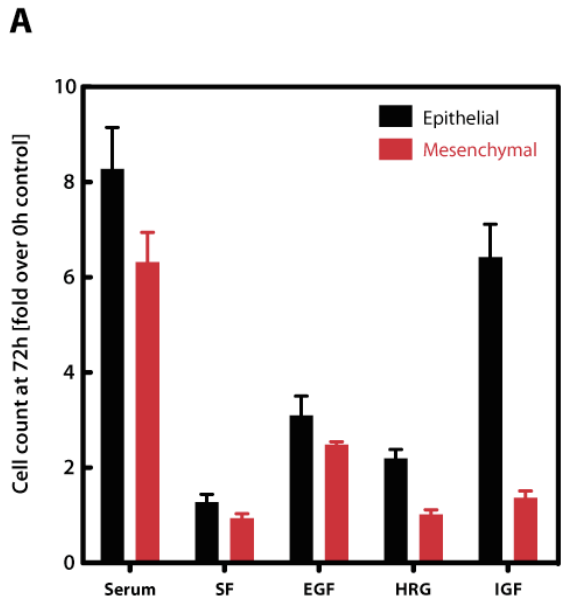 A
10
8
6
4
2
0
Cell count at 72h [fold over 0h control]
Epithelial
Mesenchymal
Serum SF EGF HRG IGF